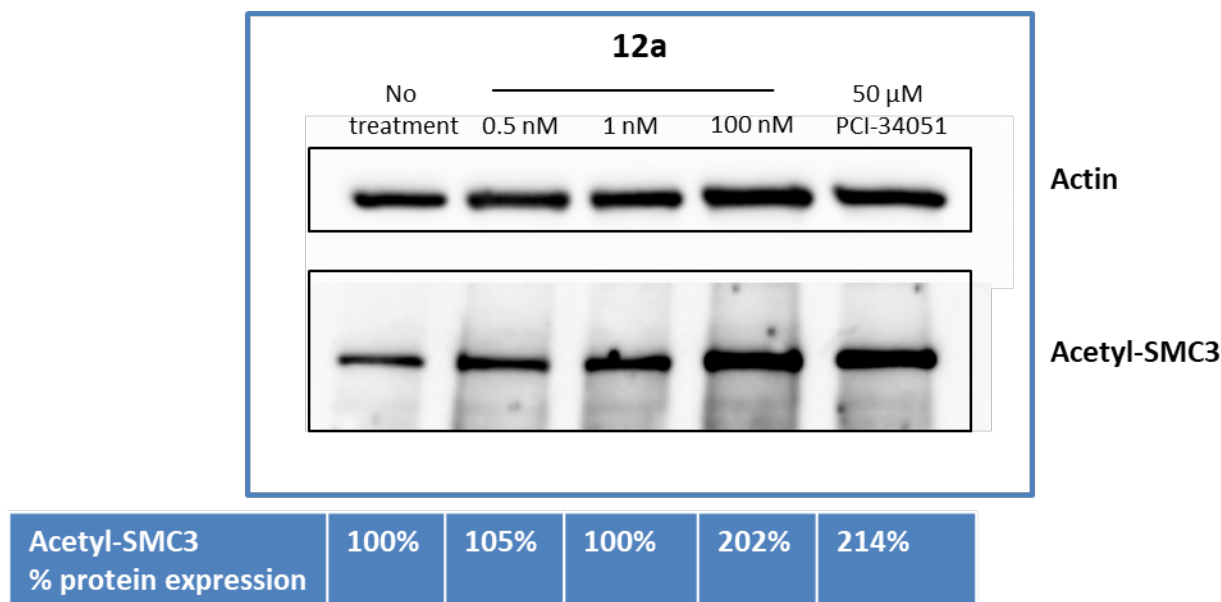 12a
No treatment 0.5 nM 1 nM 100 nM 50 μM PCI-34051
Actin
Acetyl-SMC3
Acetyl-SMC3 % protein expression 100% 105% 100% 202% 214%